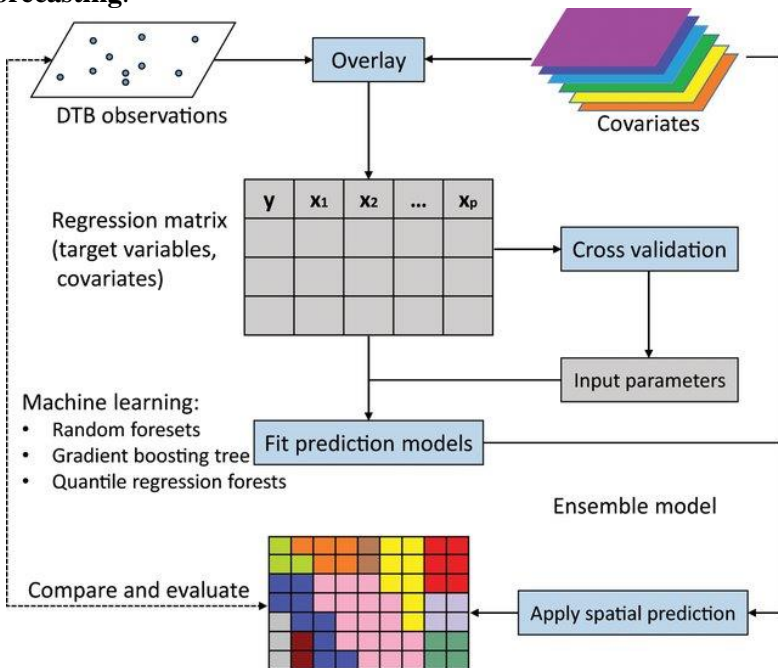 orecasting.
Overlay
DTB observations
Covariates
y x1 x2 ... xp
Regression matrix
(target variables,
covariates)
Cross validation
Input parameters
Machine learning:
• Random foresets
• Gradient boosting tree
• Quantile regression forests
Fit prediction models
Ensemble model
Compare and evaluate
Apply spatial prediction